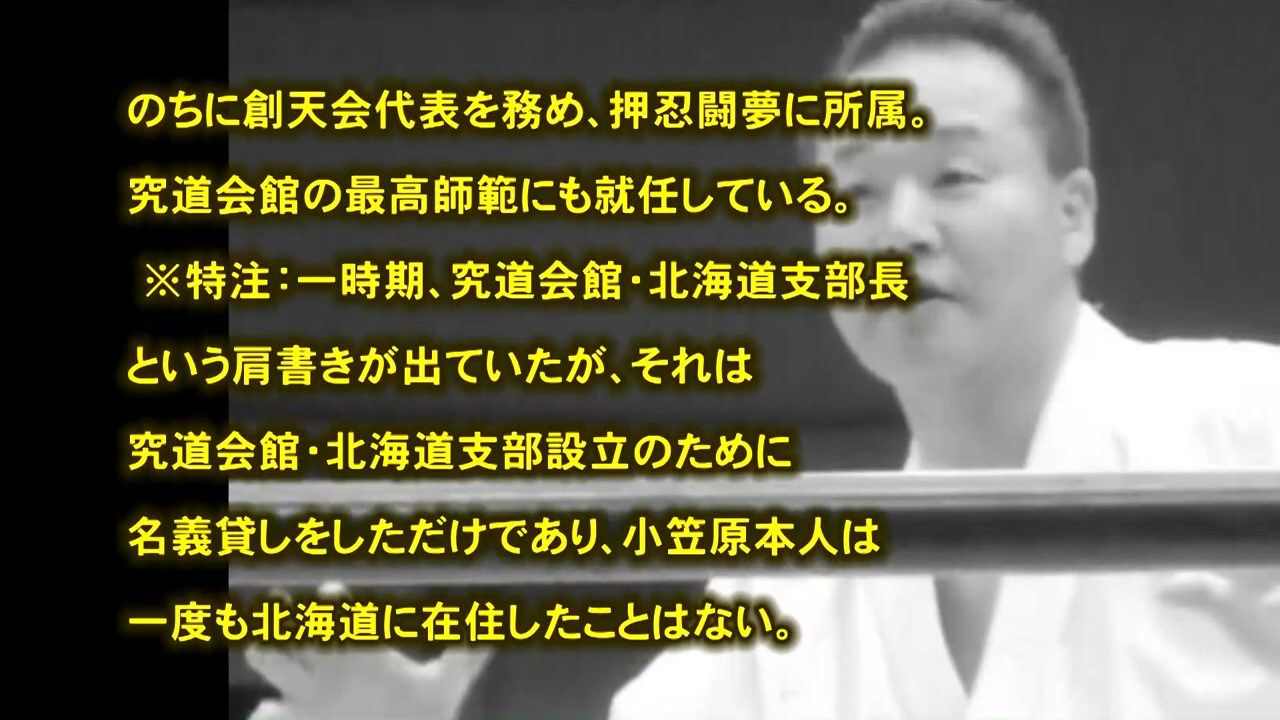 のちに創天会代表を務め、押忍闘夢に所属。
究道会館の最高師範にも就任している。
※特注：一時期、究道会館・北海道支部長
という肩書きが出ていたが、それは
究道会館・北海道支部設立のために
名義貸しをしただけであり、小笠原本人は
一度も北海道に在住したことはない。